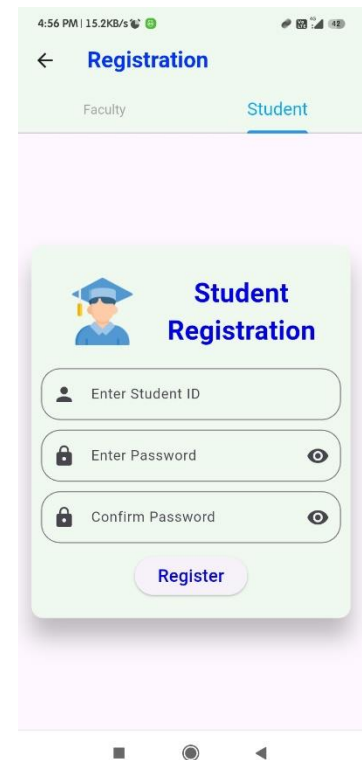 4:56 PM | 15.2KB/s
Registration
Faculty
Student
Student
Registration
Enter Student ID
Enter Password
Confirm Password
Register